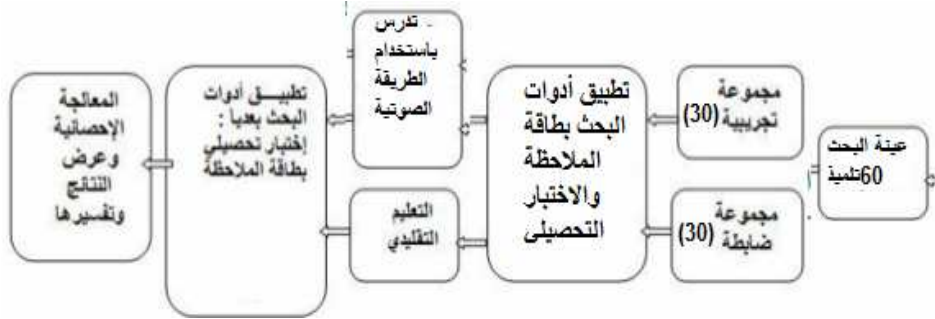 عينة البحث
60تلميذ
مجموعة
تجريبية (30)
مجموعة
ضابطة (30)
تطبيق أدوات
البحث بطاقة
الملاحظة
والاختبار
التحصيلى
- تدرس
باستخدام
الطريقة
الصوتية
التعليم
التقليدي
تطبيـــق أدوات
البحث بعديا :
إختبار تحصيلي
بطاقة الملاحظة
المعالجة
الإحصائية
وعرض
النتائج
وتفسيرها